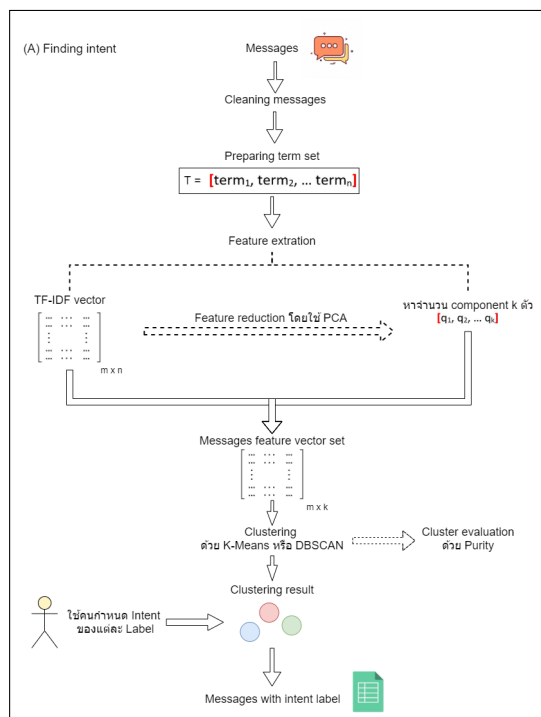 (A) Finding intent
Messages
Cleaning messages
Preparing term set
T = [term₁, term₂, ... termₙ]
Feature extration
TF-IDF vector
m x n
Feature reduction โดยใช้ PCA
หาจำนวน component k ตัว
[q₁, q₂, ... qₖ]
Messages feature vector set
m x k
Clustering
ด้วย K-Means หรือ DBSCAN
Cluster evaluation
ด้วย Purity
Clustering result
ใช้คนกำหนด Intent
ของแต่ละ Label
Messages with intent label